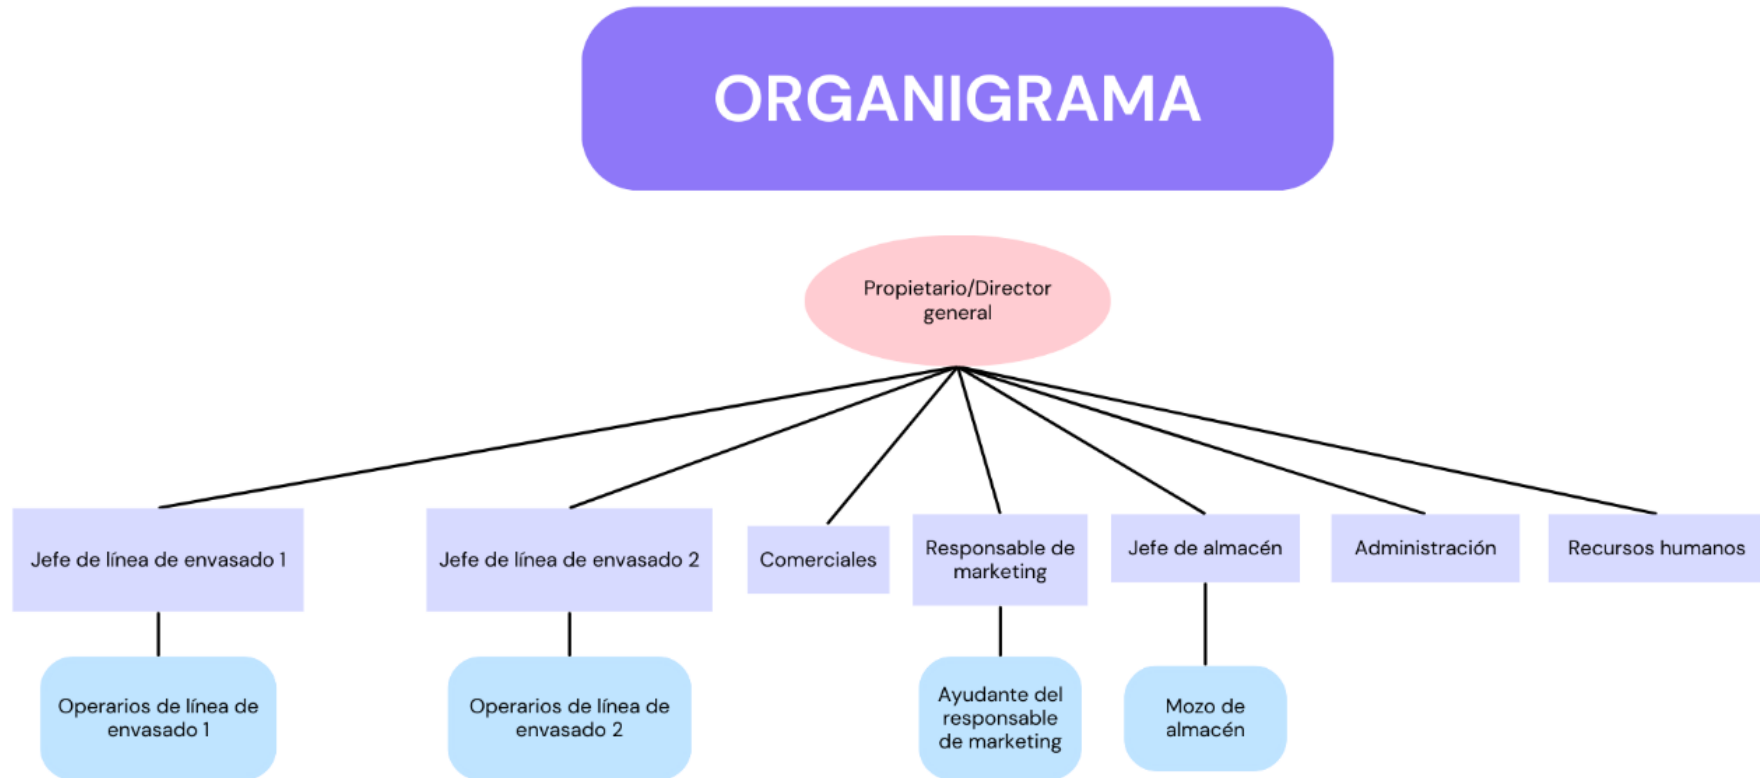 ORGANIGRAMA
Propietario/Director
general
Jefe de línea de envasado 1
Jefe de línea de envasado 2
Comerciales
Responsable de
marketing
Jefe de almacén
Administración
Recursos humanos
Operarios de línea de
envasado 1
Operarios de línea de
envasado 2
Ayudante del
responsable
de marketing
Mozo de
almacén